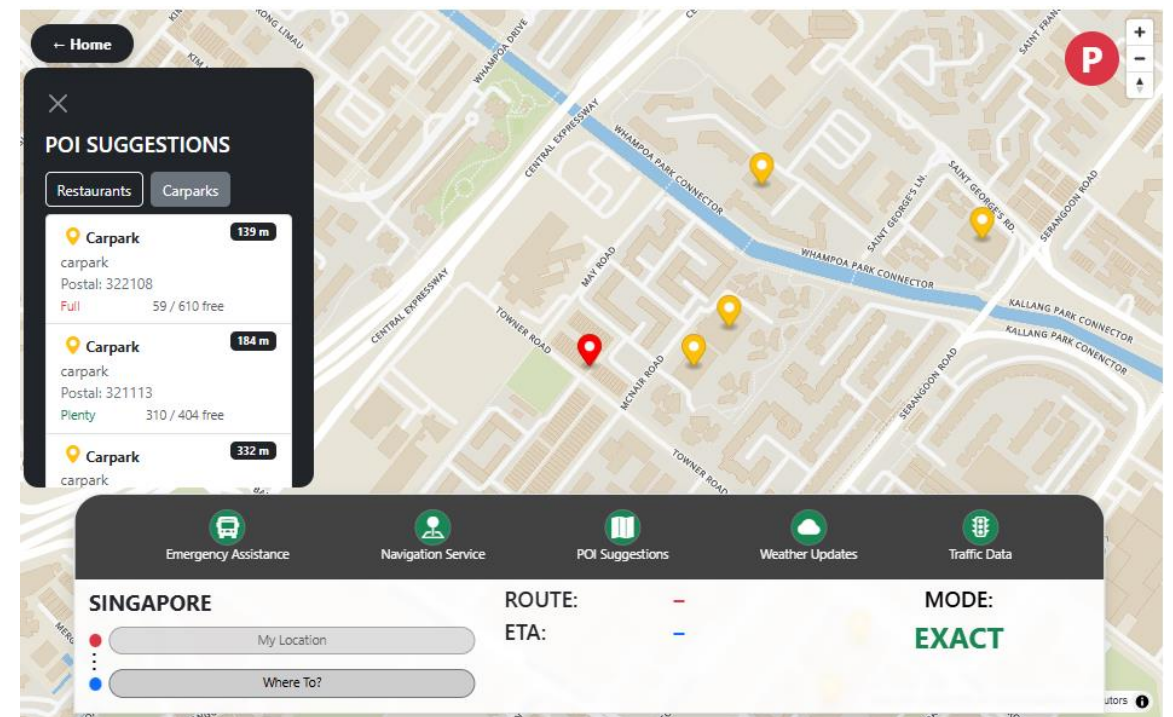 ← Home
POI SUGGESTIONS
Restaurants
Carparks
Carpark
139 m
carpark
Postal: 322108
Full 59 / 610 free
Carpark
184 m
carpark
Postal: 321113
Plenty 310 / 404 free
Carpark
332 m
carpark
P
+
−
WHAMPOA DRIVE
CENTRAL EXPRESSWAY
WHAMPOA PARK CONNECTOR
SAINT GEORGE'S LN.
SAINT GEORGE'S RD.
SERANGOON ROAD
WHAMPOA PARK CONNECTOR
KALLANG PARK CONNECTOR
KALLANG PARK CONENCTOR
MAY ROAD
CENTRAL EXPRESSWAY
TOWNER ROAD
MCNAIR ROAD
SERANGOON ROAD
TOWNER ROAD
Emergency Assistance
Navigation Service
POI Suggestions
Weather Updates
Traffic Data
SINGAPORE
My Location
Where To?
ROUTE: –
ETA: –
MODE:
EXACT
utors